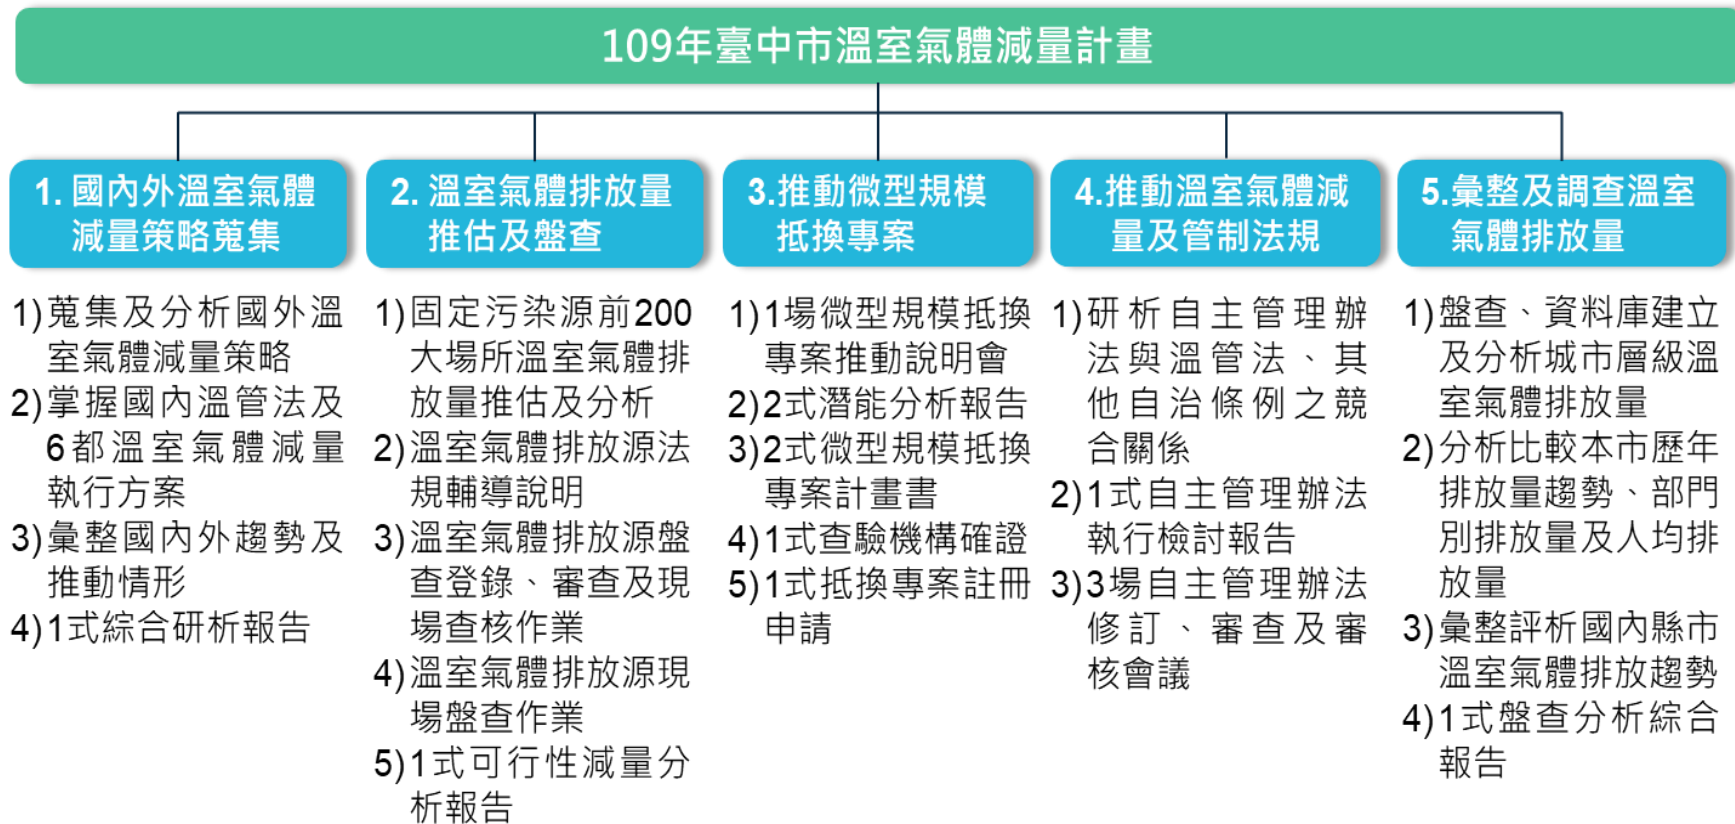 109年臺中市溫室氣體減量計畫
1. 國內外溫室氣體
減量策略蒐集
1)蒐集及分析國外溫
室氣體減量策略
2)掌握國內溫管法及
6都溫室氣體減量
執行方案
3)彙整國內外趨勢及
推動情形
4)1式綜合研析報告
2. 溫室氣體排放量
推估及盤查
1)固定污染源前200
大場所溫室氣體排
放量推估及分析
2)溫室氣體排放源法
規輔導說明
3)溫室氣體排放源盤
查登錄、審查及現
場查核作業
4)溫室氣體排放源現
場盤查作業
5)1式可行性減量分
析報告
3.推動微型規模
抵換專案
1)1場微型規模抵換
專案推動說明會
2)2式潛能分析報告
3)2式微型規模抵換
專案計畫書
4)1式查驗機構確證
5)1式抵換專案註冊
申請
4.推動溫室氣體減
量及管制法規
1)研析自主管理辦
法與溫管法、其
他自治條例之競
合關係
2)1式自主管理辦法
執行檢討報告
3)3場自主管理辦法
修訂、審查及審
核會議
5.彙整及調查溫室
氣體排放量
1)盤查、資料庫建立
及分析城市層級溫
室氣體排放量
2)分析比較本市歷年
排放量趨勢、部門
別排放量及人均排
放量
3)彙整評析國內縣市
溫室氣體排放趨勢
4)1式盤查分析綜合
報告